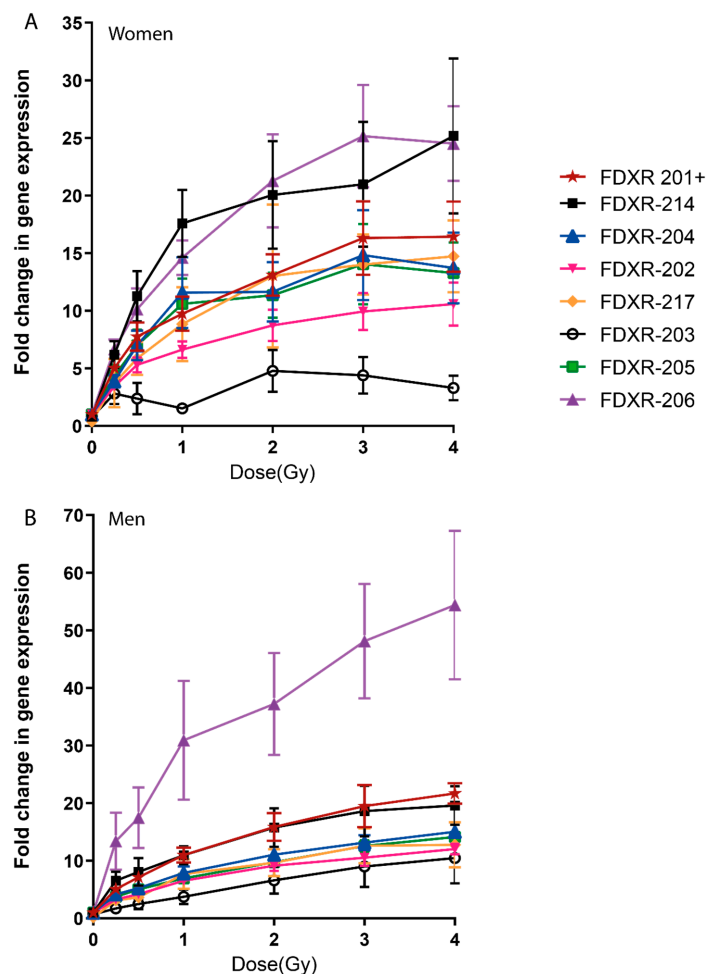 A
Women
Fold change in gene expression
35
30
25
20
15
10
5
0
0 1 2 3 4
Dose(Gy)
FDXR 201+
FDXR-214
FDXR-204
FDXR-202
FDXR-217
FDXR-203
FDXR-205
FDXR-206
B
Men
Fold change in gene expression
70
60
50
40
30
20
10
0
0 1 2 3 4
Dose(Gy)